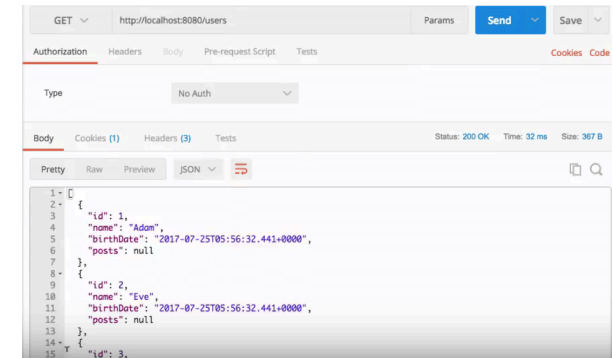 GET http://localhost:8080/users Params Send Save
Authorization Headers Body Pre-request Script Tests Cookies Code
Type No Auth
Body Cookies (1) Headers (3) Tests Status: 200 OK Time: 32 ms Size: 367 B
Pretty Raw Preview JSON
1 [
2 {
3 "id": 1,
4 "name": "Adam",
5 "birthDate": "2017-07-25T05:56:32.441+0000",
6 "posts": null
7 },
8 {
9 "id": 2,
10 "name": "Eve",
11 "birthDate": "2017-07-25T05:56:32.441+0000",
12 "posts": null
13 },
14 {
15 "id": 3,